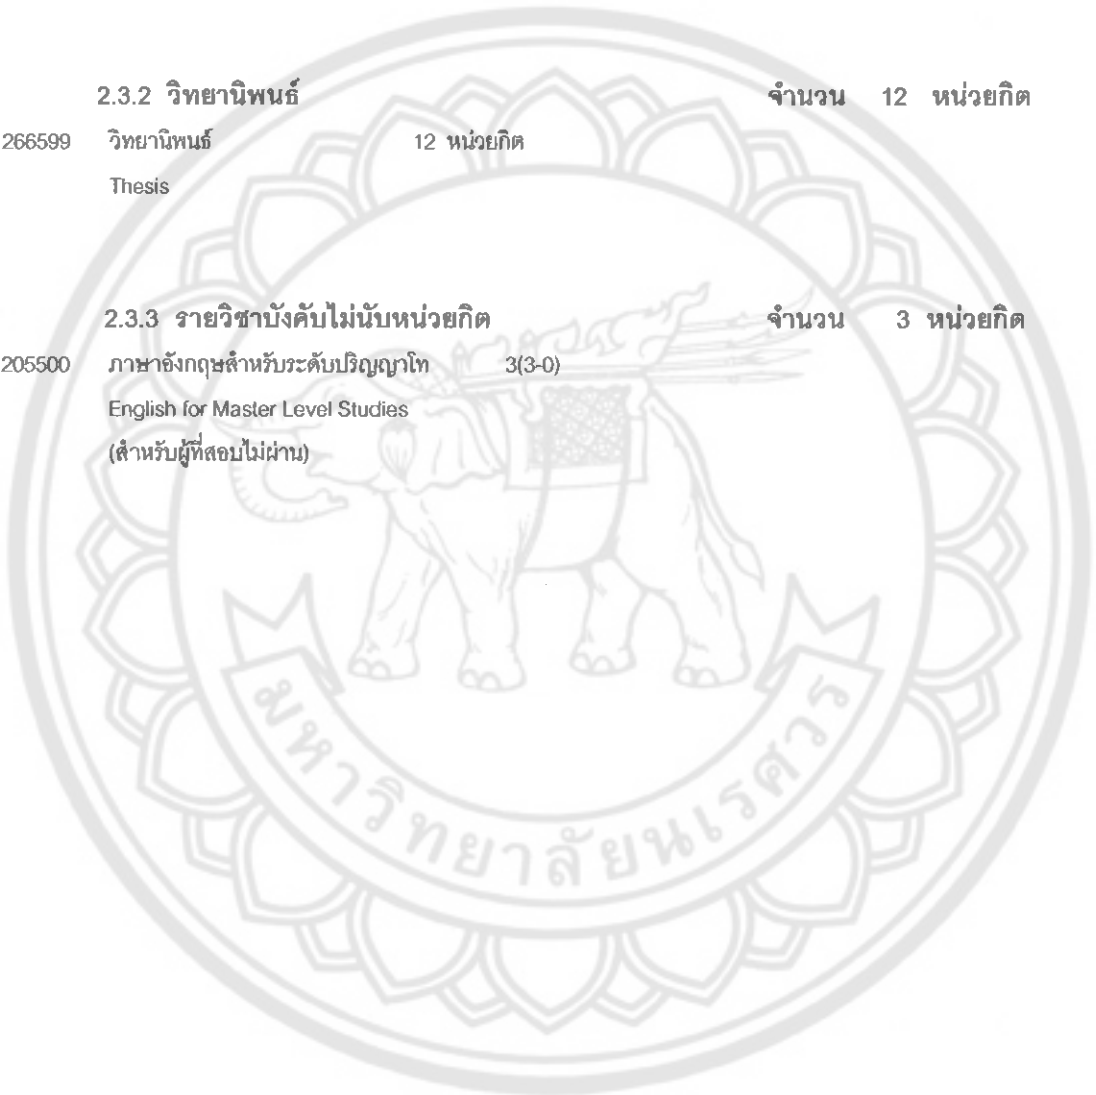 2.3.2 วิทยานิพนธ์ จำนวน 12 หน่วยกิต
266599 วิทยานิพนธ์ 12 หน่วยกิต
Thesis
2.3.3 รายวิชาบังคับไม่นับหน่วยกิต จำนวน 3 หน่วยกิต
205500 ภาษาอังกฤษสำหรับระดับปริญญาโท 3(3-0)
English for Master Level Studies
(สำหรับผู้ที่สอบไม่ผ่าน)
มหาวิทยาลัยนเรศวร